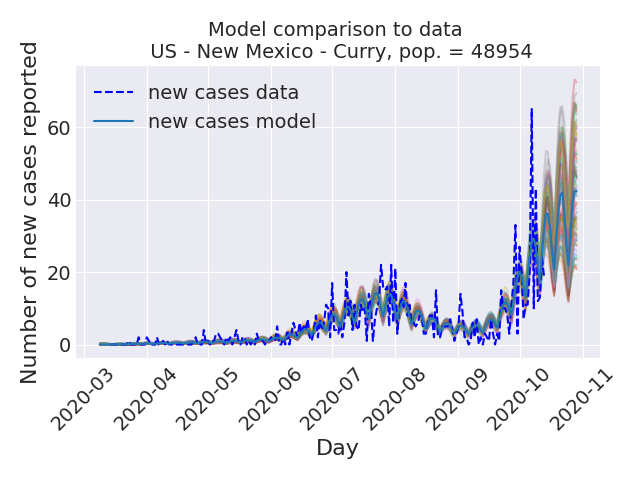 Model comparison to data
US - New Mexico - Curry, pop. = 48954
new cases data
new cases model
Number of new cases reported
60
40
20
0
2020-03
2020-04
2020-05
2020-06
2020-07
2020-08
2020-09
2020-10
2020-11
Day